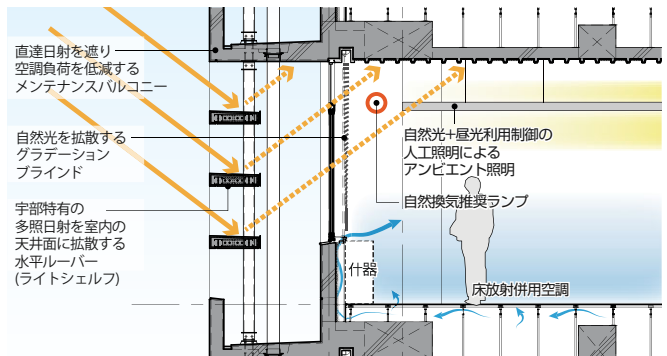 直達日射を遮り
空調負荷を低減する
メンテナンスバルコニー
自然光を拡散する
グラデーション
ブラインド
宇部特有の
多照日射を室内の
天井面に拡散する
水平ルーバー
(ライトシェルフ)
自然光+昼光利用制御の
人工照明による
アンビエント照明
自然換気推奨ランプ
什器
床放射併用空調